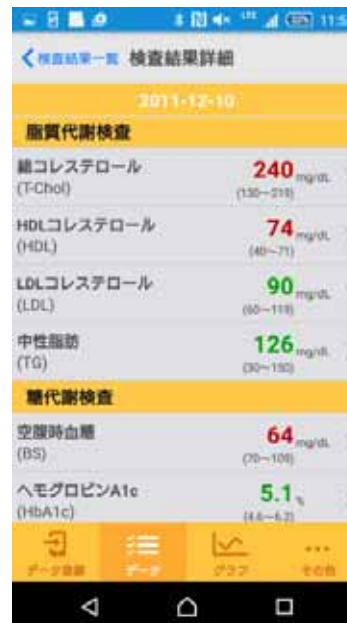 11:5
検査結果一覧 検査結果詳細
2011-12-10
脂質代謝検査
総コレステロール 240 mg/dL
(T-Chol) (130~219)
HDLコレステロール 74 mg/dL
(HDL) (40~71)
LDLコレステロール 90 mg/dL
(LDL) (60~119)
中性脂肪 126 mg/dL
(TG) (30~150)
糖代謝検査
空腹時血糖 64 mg/dL
(BS) (70~109)
ヘモグロビンA1c 5.1 %
(HbA1c) (4.6~6.2)
データ登録 データ グラフ その他